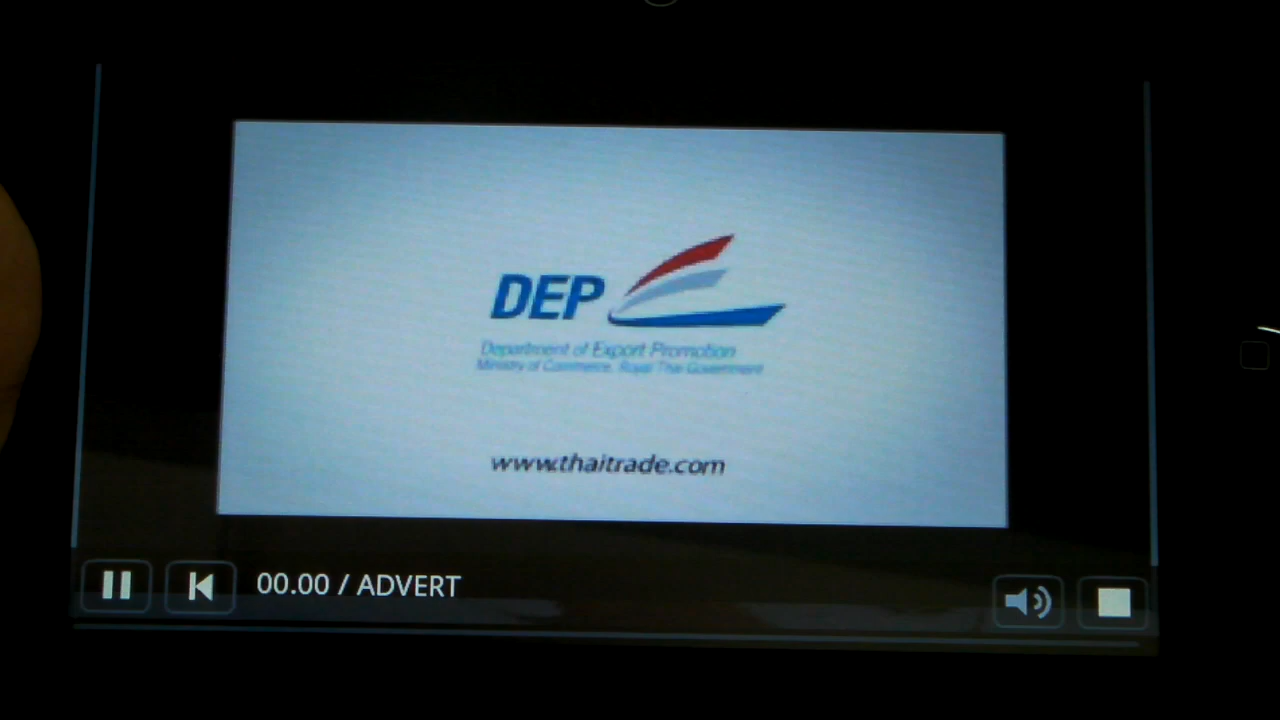 DEP
Department of Export Promotion
Ministry of Commerce, Royal Thai Government
www.thaitrade.com
00.00 / ADVERT